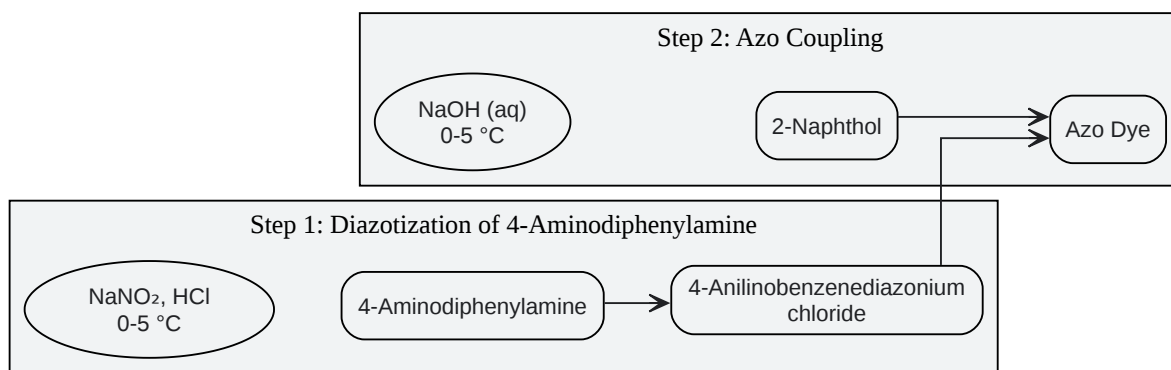 Step 2: Azo Coupling
NaOH (aq)
0-5 °C
2-Naphthol
Azo Dye
Step 1: Diazotization of 4-Aminodiphenylamine
NaNO₂, HCl
0-5 °C
4-Aminodiphenylamine
4-Anilinobenzenediazonium
chloride